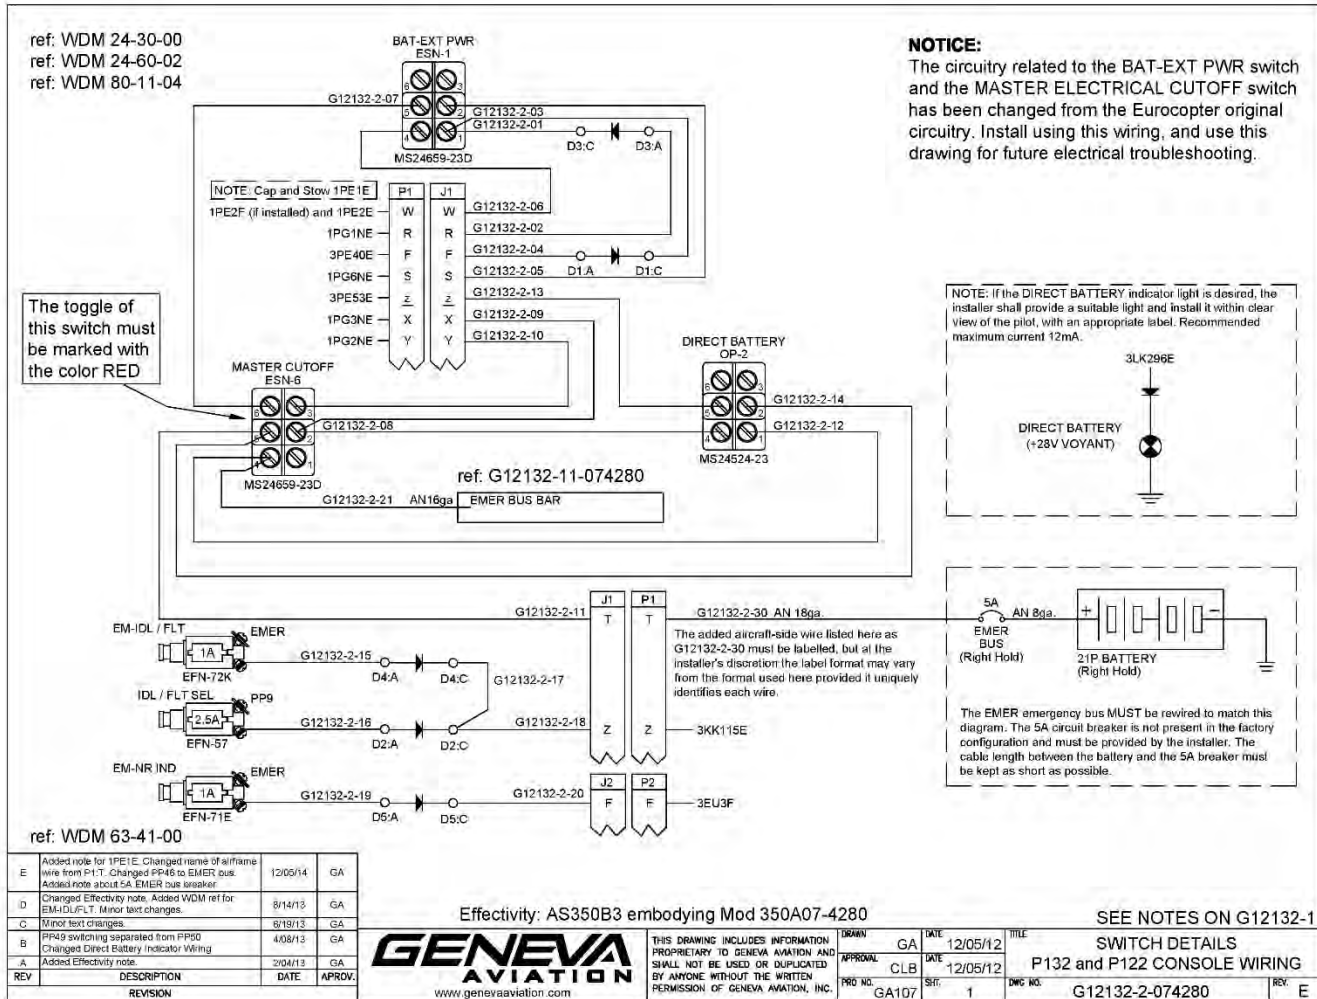 ref: WDM 24-30-00
ref: WDM 24-60-02
ref: WDM 80-11-04
BAT-EXT PWR
ESN-1
6 3
5 2
4 1
MS24659-23D
G12132-2-07
G12132-2-03
G12132-2-01
D3:C D3:A
NOTICE:
The circuitry related to the BAT-EXT PWR switch
and the MASTER ELECTRICAL CUTOFF switch
has been changed from the Eurocopter original
circuitry. Install using this wiring, and use this
drawing for future electrical troubleshooting.
NOTE: Cap and Stow 1PE1E
P1 J1
1PE2F (if installed) and 1PE2E W W G12132-2-06
1PG1NE R R G12132-2-02
3PE40E F F G12132-2-04
D1:A D1:C
1PG6NE S S G12132-2-05
3PE53E z z G12132-2-13
1PG3NE X X G12132-2-09
1PG2NE Y Y G12132-2-10
The toggle of
this switch must
be marked with
the color RED
MASTER CUTOFF
ESN-6
6 3
5 2
4 1
MS24659-23D
G12132-2-08
DIRECT BATTERY
OP-2
6 3
5 2
4 1
MS24524-23
G12132-2-14
G12132-2-12
NOTE: If the DIRECT BATTERY indicator light is desired, the
installer shall provide a suitable light and install it within clear
view of the pilot, with an appropriate label. Recommended
maximum current 12mA.
3LK296E
DIRECT BATTERY
(+28V VOYANT)
ref: G12132-11-074280
G12132-2-21 AN16ga EMER BUS BAR
J1 P1
G12132-2-11 T T G12132-2-30 AN 18ga.
The added aircraft-side wire listed here as
G12132-2-30 must be labelled, but at the
installer's discretion the label format may vary
from the format used here provided it uniquely
identifies each wire.
5A AN 8ga.
EMER
BUS
(Right Hold)
+ −
21P BATTERY
(Right Hold)
The EMER emergency bus MUST be rewired to match this
diagram. The 5A circuit breaker is not present in the factory
configuration and must be provided by the installer. The
cable length between the battery and the 5A breaker must
be kept as short as possible.
EM-IDL / FLT EMER
1A
EFN-72K
G12132-2-15
D4:A D4:C
G12132-2-17
IDL / FLT SEL PP9
2.5A
EFN-57
G12132-2-16
D2:A D2:C
G12132-2-18 Z Z 3KK115E
EM-NR IND EMER
1A
EFN-71E
G12132-2-19
D5:A D5:C
J2 P2
G12132-2-20 F F 3EU3F
ref: WDM 63-41-00
E Added note for 1PE1E. Changed name of airframe
wire from P1:T. Changed PP46 to EMER bus.
Added note about 5A EMER bus breaker 12/05/14 GA
D Changed Effectivity note. Added WDM ref for
EM-IDL/FLT. Minor text changes. 8/14/13 GA
C Minor text changes. 6/19/13 GA
B PP49 switching separated from PP50
Changed Direct Battery Indicator Wiring 4/08/13 GA
A Added Effectivity note. 2/04/13 GA
REV DESCRIPTION DATE APROV.
REVISION
Effectivity: AS350B3 embodying Mod 350A07-4280
SEE NOTES ON G12132-1
GENEVA
AVIATION
www.genevaaviation.com
THIS DRAWING INCLUDES INFORMATION
PROPRIETARY TO GENEVA AVIATION AND
SHALL NOT BE USED OR DUPLICATED
BY ANYONE WITHOUT THE WRITTEN
PERMISSION OF GENEVA AVIATION, INC.
DRAWN GA DATE 12/05/12
APPROVAL CLB DATE 12/05/12
PRO NO. GA107 SHT. 1
TITLE
SWITCH DETAILS
P132 and P122 CONSOLE WIRING
DWG NO. G12132-2-074280 REV. E